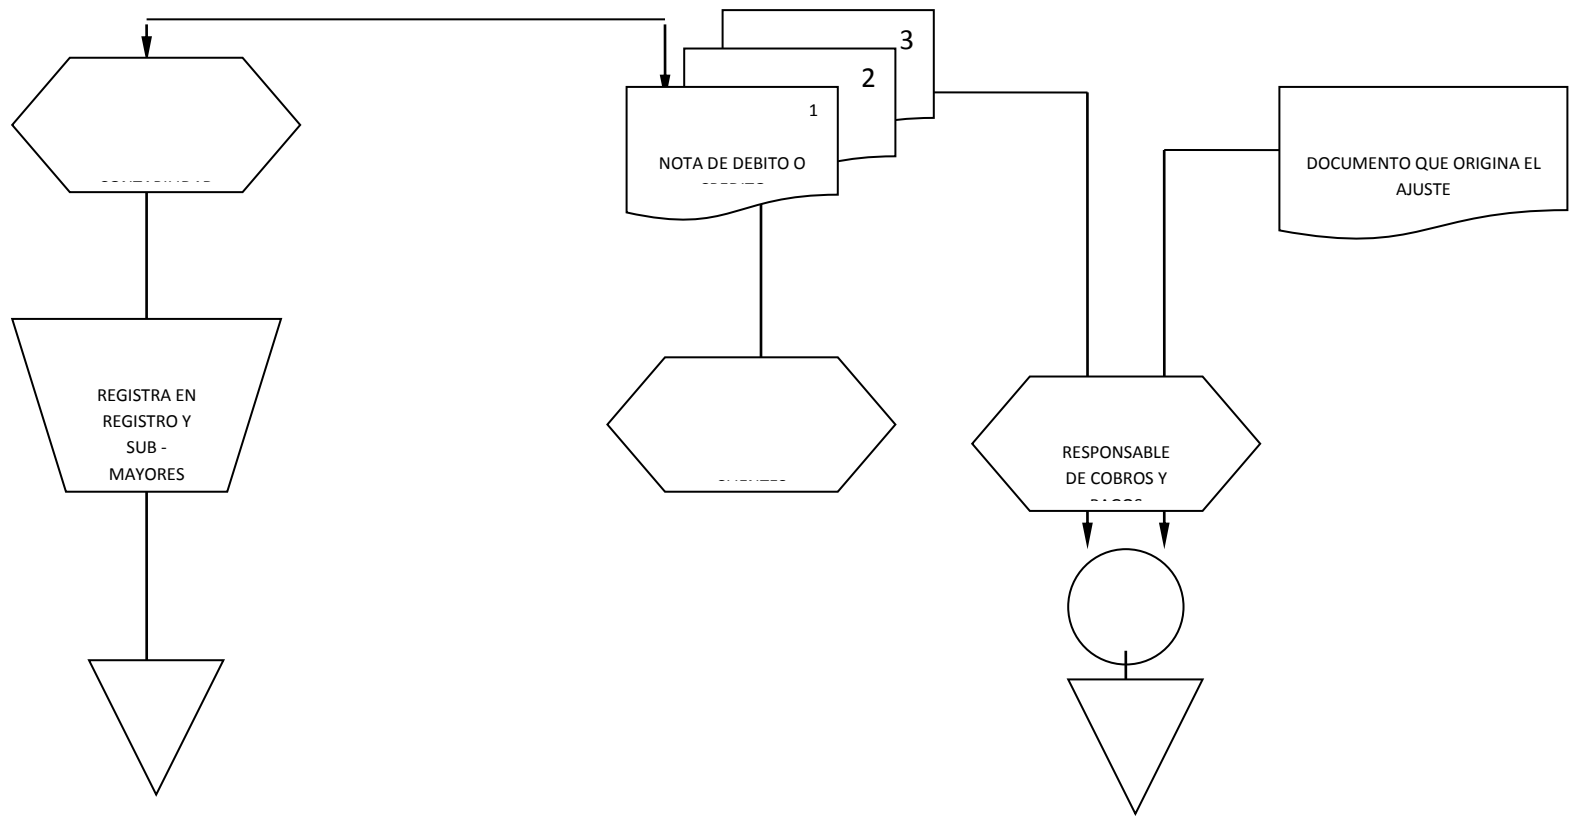 3
2
1
NOTA DE DEBITO O
DOCUMENTO QUE ORIGINA EL
AJUSTE
REGISTRA EN
REGISTRO Y
SUB -
MAYORES
RESPONSABLE
DE COBROS Y